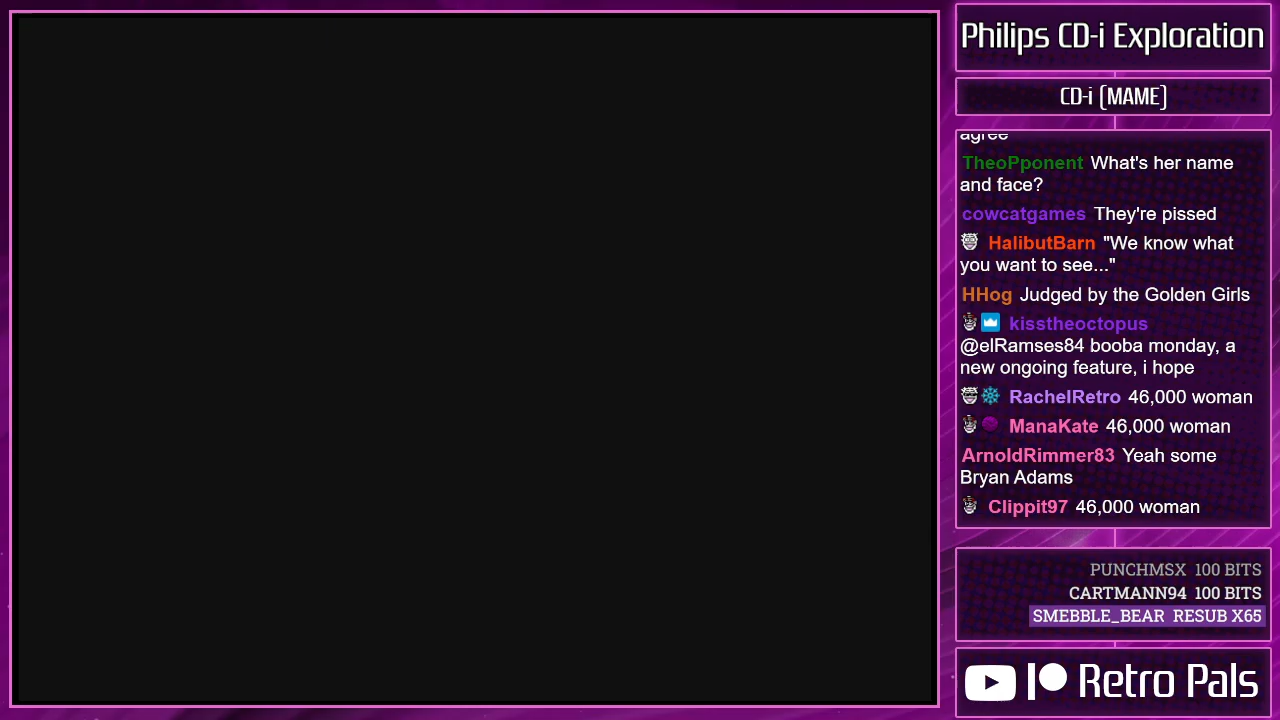 Philips CD-i Exploration
CD-i [MAME]
agree
TheoPponent What's her name
and face?
cowcatgames They're pissed
HalibutBarn "We know what
you want to see..."
HHog Judged by the Golden Girls
kisstheoctopus
@elRamses84 booba monday, a
new ongoing feature, i hope
RachelRetro 46,000 woman
ManaKate 46,000 woman
ArnoldRimmer83 Yeah some
Bryan Adams
Clippit97 46,000 woman
PUNCHMSX 100 BITS
CARTMANN94 100 BITS
SMEBBLE_BEAR RESUB X65
Retro Pals